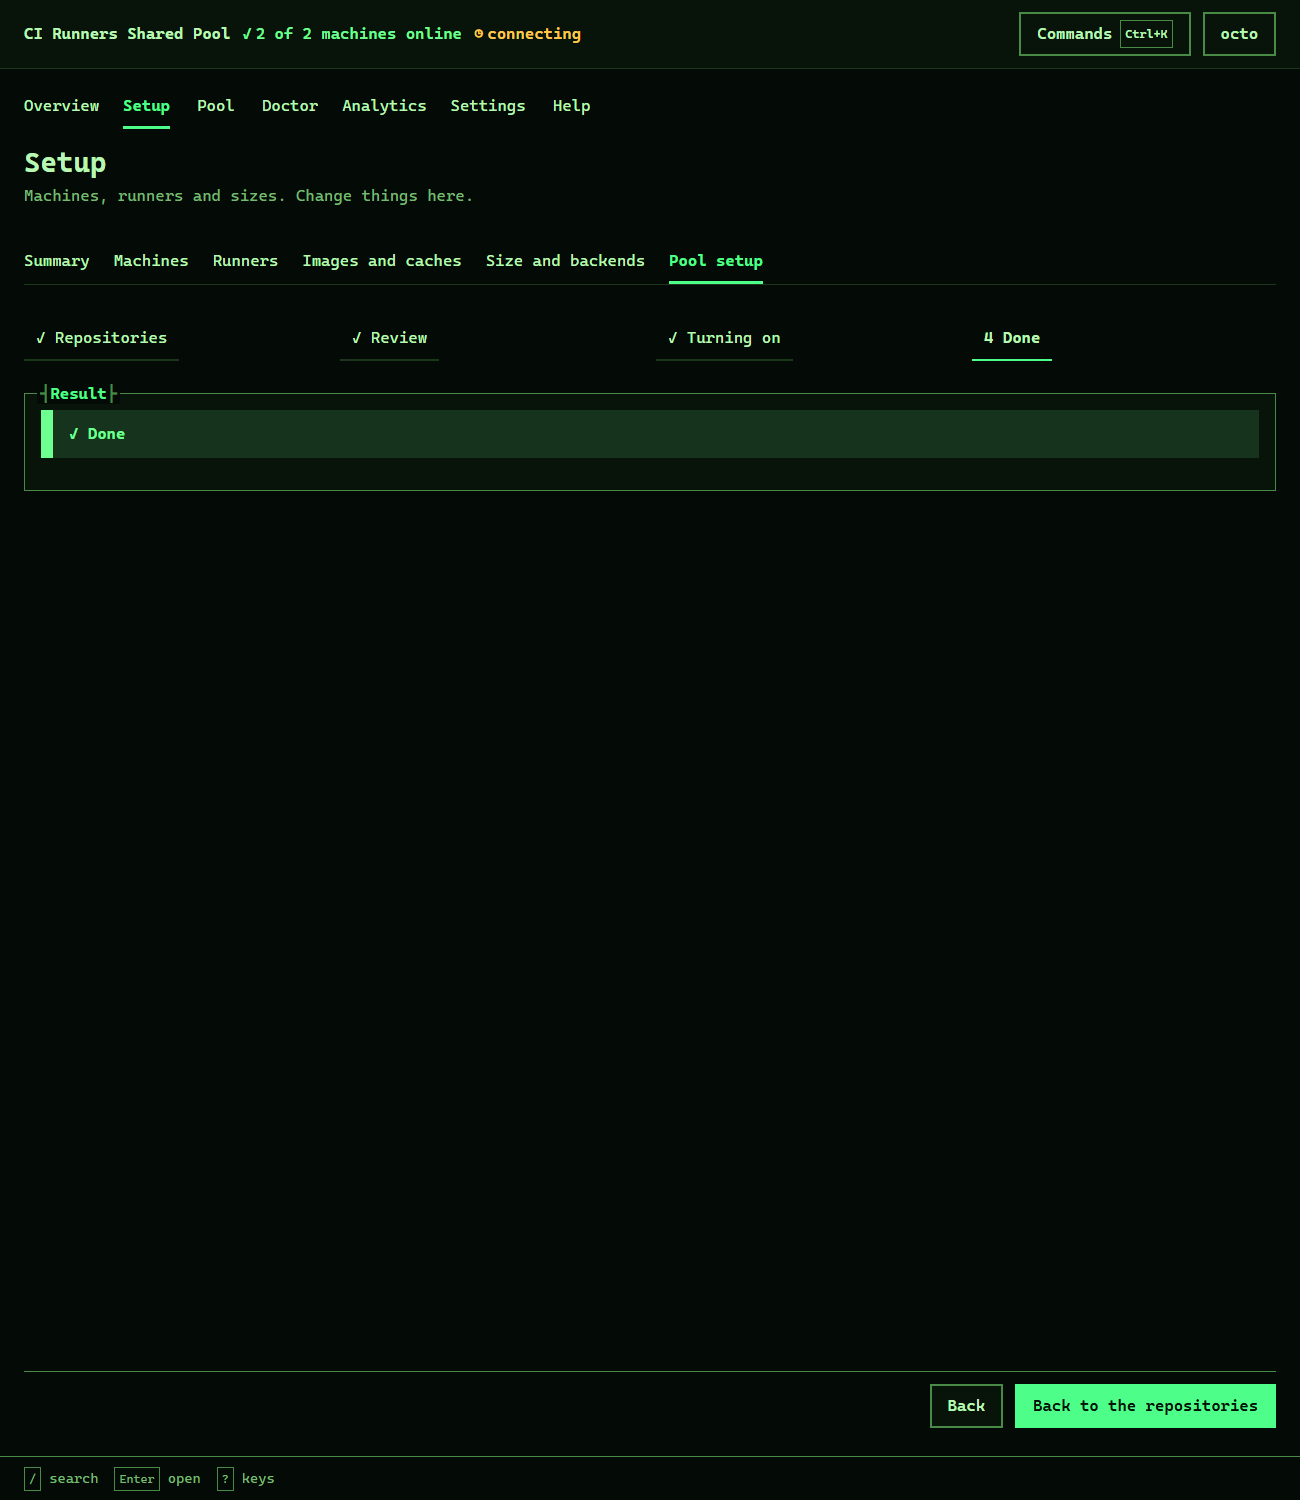 CI Runners Shared Pool ✓ 2 of 2 machines online connecting Commands Ctrl+K octo
Overview Setup Pool Doctor Analytics Settings Help
Setup
Machines, runners and sizes. Change things here.
Summary Machines Runners Images and caches Size and backends Pool setup
✓ Repositories ✓ Review ✓ Turning on 4 Done
Result
✓ Done
Back Back to the repositories
/ search Enter open ? keys